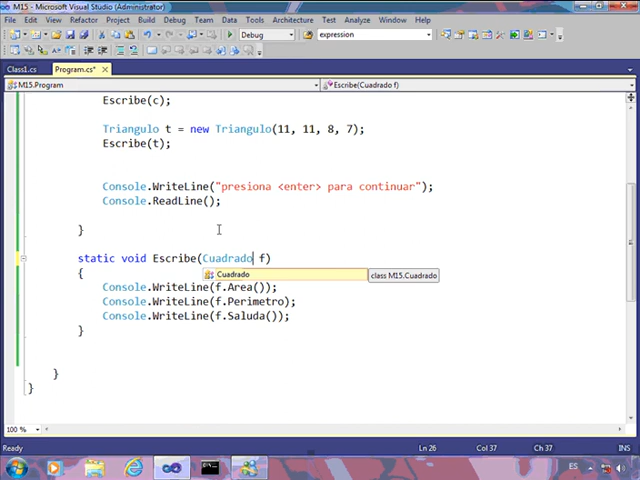 M15 - Microsoft Visual Studio (Administrator)
File Edit View Refactor Project Build Debug Team Data Tools Architecture Test Analyze Window Help
Debug expression
Class1.cs Program.cs*
M15.Program Escribe(Cuadrado f)
Escribe(c);
Triangulo t = new Triangulo(11, 11, 8, 7);
Escribe(t);
Console.WriteLine("presiona <enter> para continuar");
Console.ReadLine();
}
static void Escribe(Cuadrado f)
{
Cuadrado class M15.Cuadrado
Console.WriteLine(f.Area());
Console.WriteLine(f.Perimetro);
Console.WriteLine(f.Saluda());
}
}
}
100 %
Ready Ln 26 Col 37 Ch 37 INS
ES